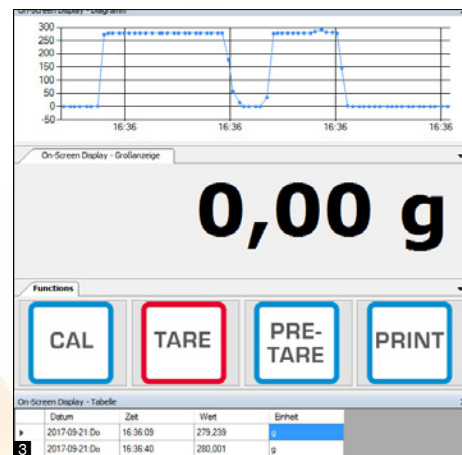 On-Screen Display - Diagramm
300
250
200
150
100
50
0
-50
16:36 16:36 16:36 16:36
On-Screen Display - Großanzeige
0,00 g
Functions
CAL TARE PRE-TARE PRINT
On-Screen Display - Tabelle
Datum Zeit Wert Einheit
2017-09-21:Do 16:36:09 279,239 g
3 2017-09-21:Do 16:36:40 280,001 g